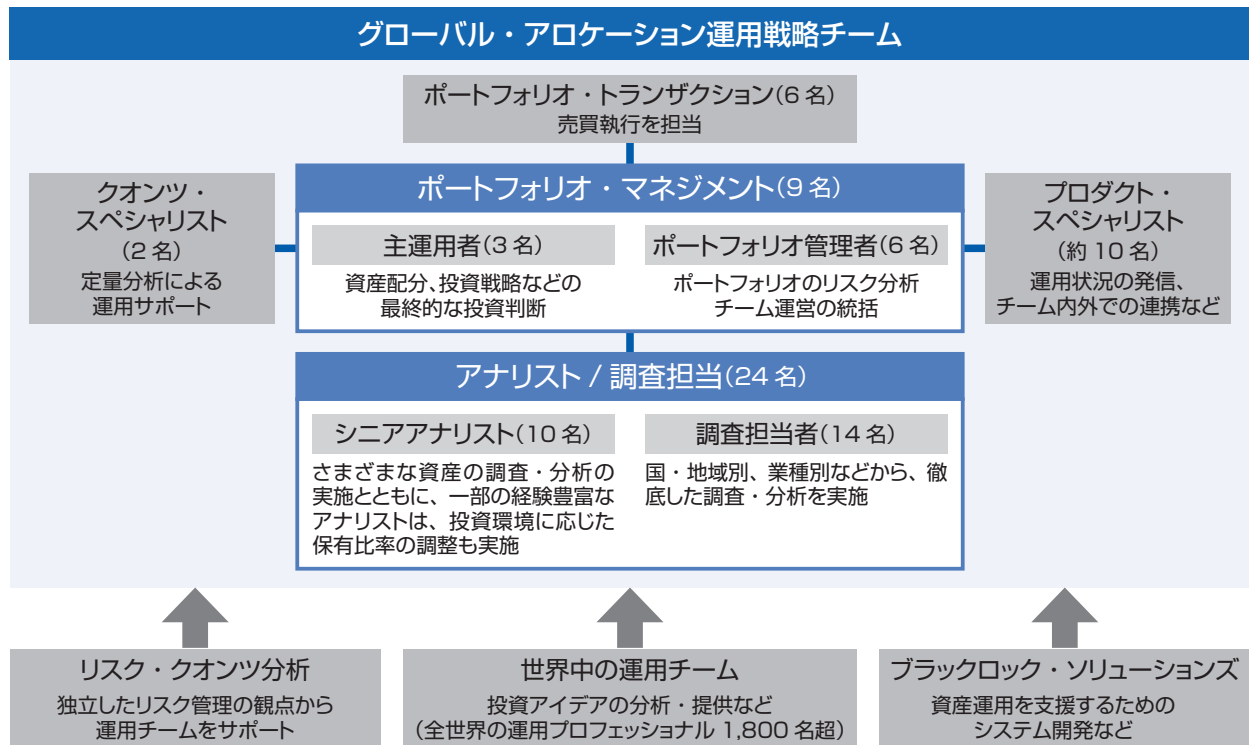 グローバル・アロケーション運用戦略チーム
ポートフォリオ・トランザクション(6名)
売買執行を担当
クオンツ・
スペシャリスト
(2名)
定量分析による
運用サポート
ポートフォリオ・マネジメント(9名)
主運用者(3名)
資産配分、投資戦略などの
最終的な投資判断
ポートフォリオ管理者(6名)
ポートフォリオのリスク分析
チーム運営の統括
プロダクト・
スペシャリスト
(約10名)
運用状況の発信、
チーム内外での連携など
アナリスト / 調査担当(24名)
シニアアナリスト(10名)
さまざまな資産の調査・分析の
実施とともに、一部の経験豊富な
アナリストは、投資環境に応じた
保有比率の調整も実施
調査担当者(14名)
国・地域別、業種別などから、徹
底した調査・分析を実施
リスク・クオンツ分析
独立したリスク管理の観点から
運用チームをサポート
世界中の運用チーム
投資アイデアの分析・提供など
(全世界の運用プロフェッショナル 1,800名超)
ブラックロック・ソリューションズ
資産運用を支援するための
システム開発など